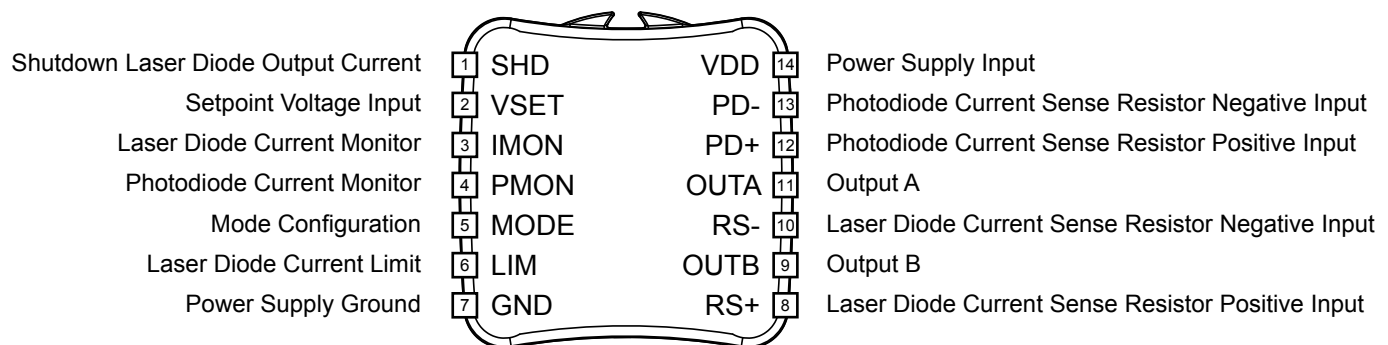 Shutdown Laser Diode Output Current 1 SHD VDD 14 Power Supply Input
Setpoint Voltage Input 2 VSET PD- 13 Photodiode Current Sense Resistor Negative Input
Laser Diode Current Monitor 3 IMON PD+ 12 Photodiode Current Sense Resistor Positive Input
Photodiode Current Monitor 4 PMON OUTA 11 Output A
Mode Configuration 5 MODE RS- 10 Laser Diode Current Sense Resistor Negative Input
Laser Diode Current Limit 6 LIM OUTB 9 Output B
Power Supply Ground 7 GND RS+ 8 Laser Diode Current Sense Resistor Positive Input